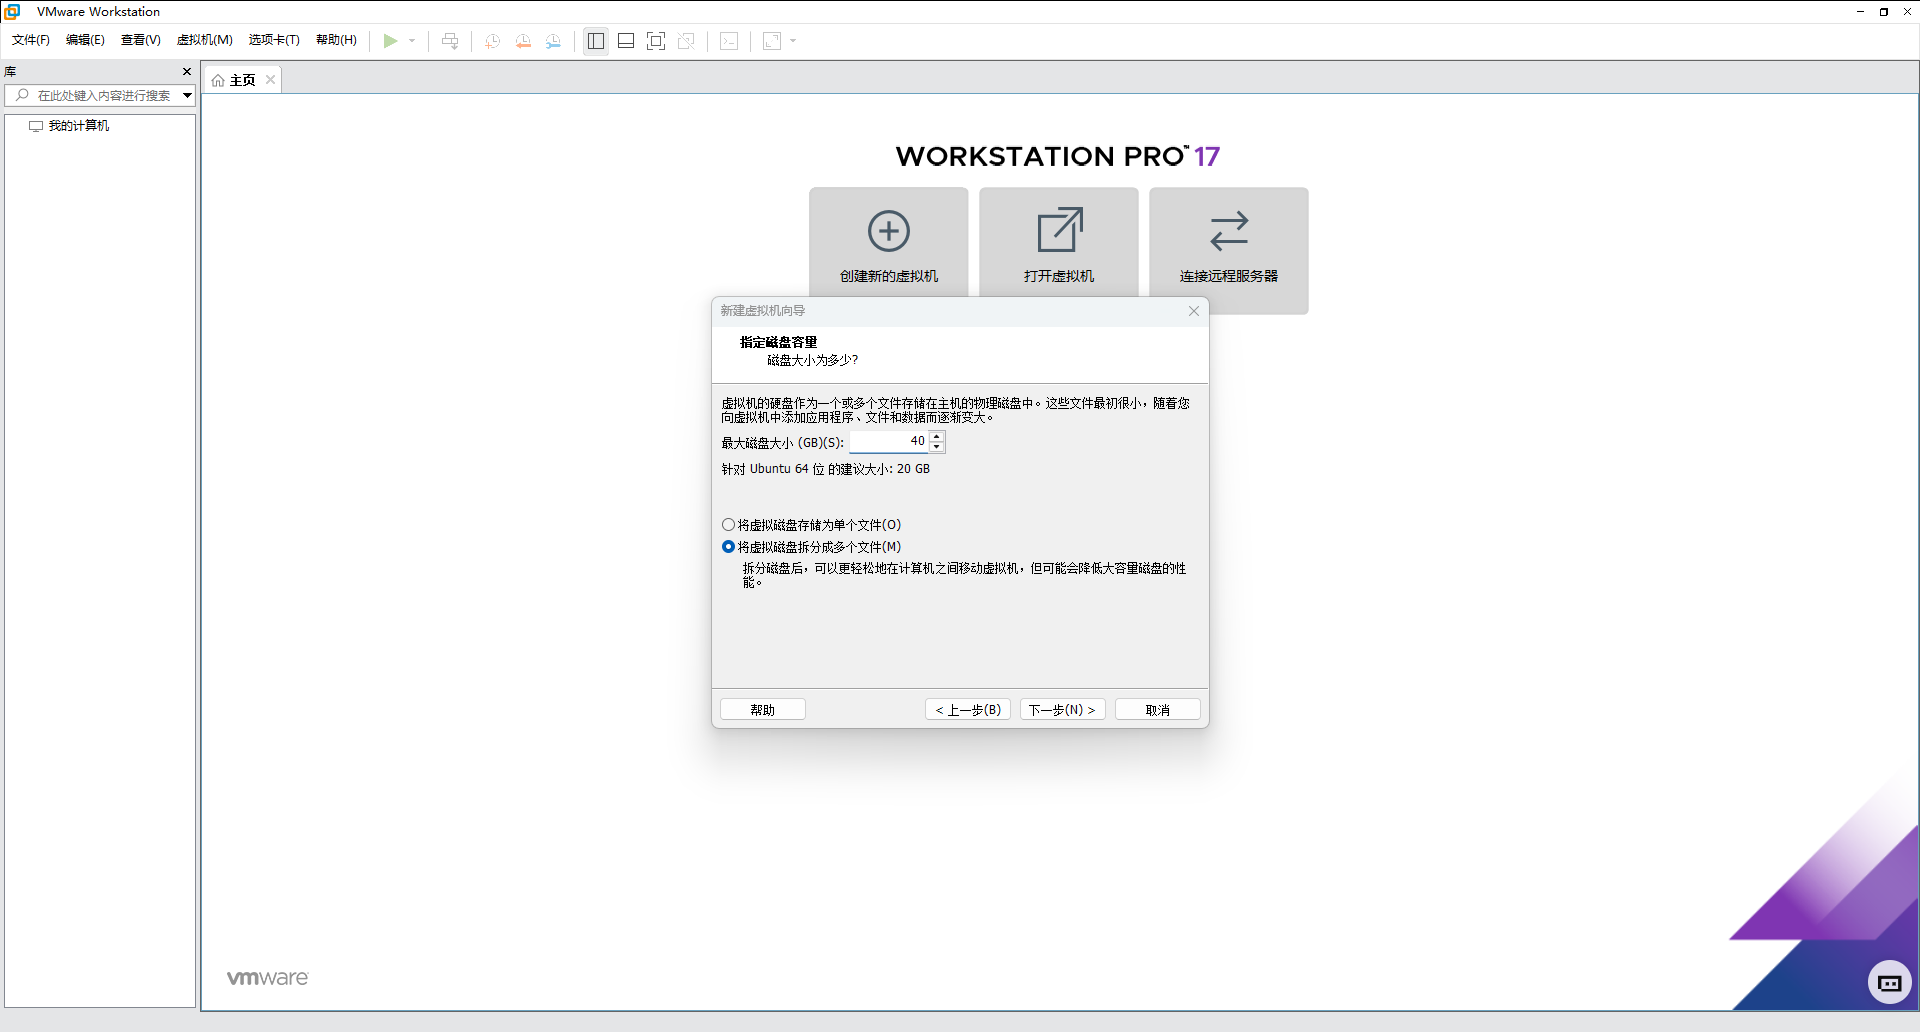 VMware Workstation
文件(F) 编辑(E) 查看(V) 虚拟机(M) 选项卡(T) 帮助(H)
库
在此处键入内容进行搜索
我的计算机
主页
WORKSTATION PRO™ 17
创建新的虚拟机
打开虚拟机
连接远程服务器
新建虚拟机向导
指定磁盘容量
磁盘大小为多少?
虚拟机的硬盘作为一个或多个文件存储在主机的物理磁盘中。这些文件最初很小，随着您
向虚拟机中添加应用程序、文件和数据而逐渐变大。
最大磁盘大小 (GB)(S): 40
针对 Ubuntu 64 位 的建议大小: 20 GB
将虚拟磁盘存储为单个文件(O)
将虚拟磁盘拆分成多个文件(M)
拆分磁盘后，可以更轻松地在计算机之间移动虚拟机，但可能会降低大容量磁盘的性
能。
帮助
< 上一步(B)
下一步(N) >
取消
vmware